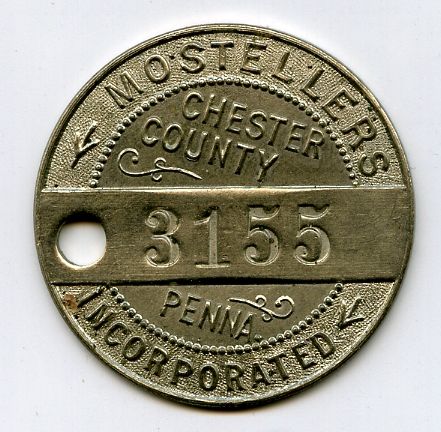 MOSTELLERS
CHESTER
COUNTY
3155
PENNA.
INCORPORATED